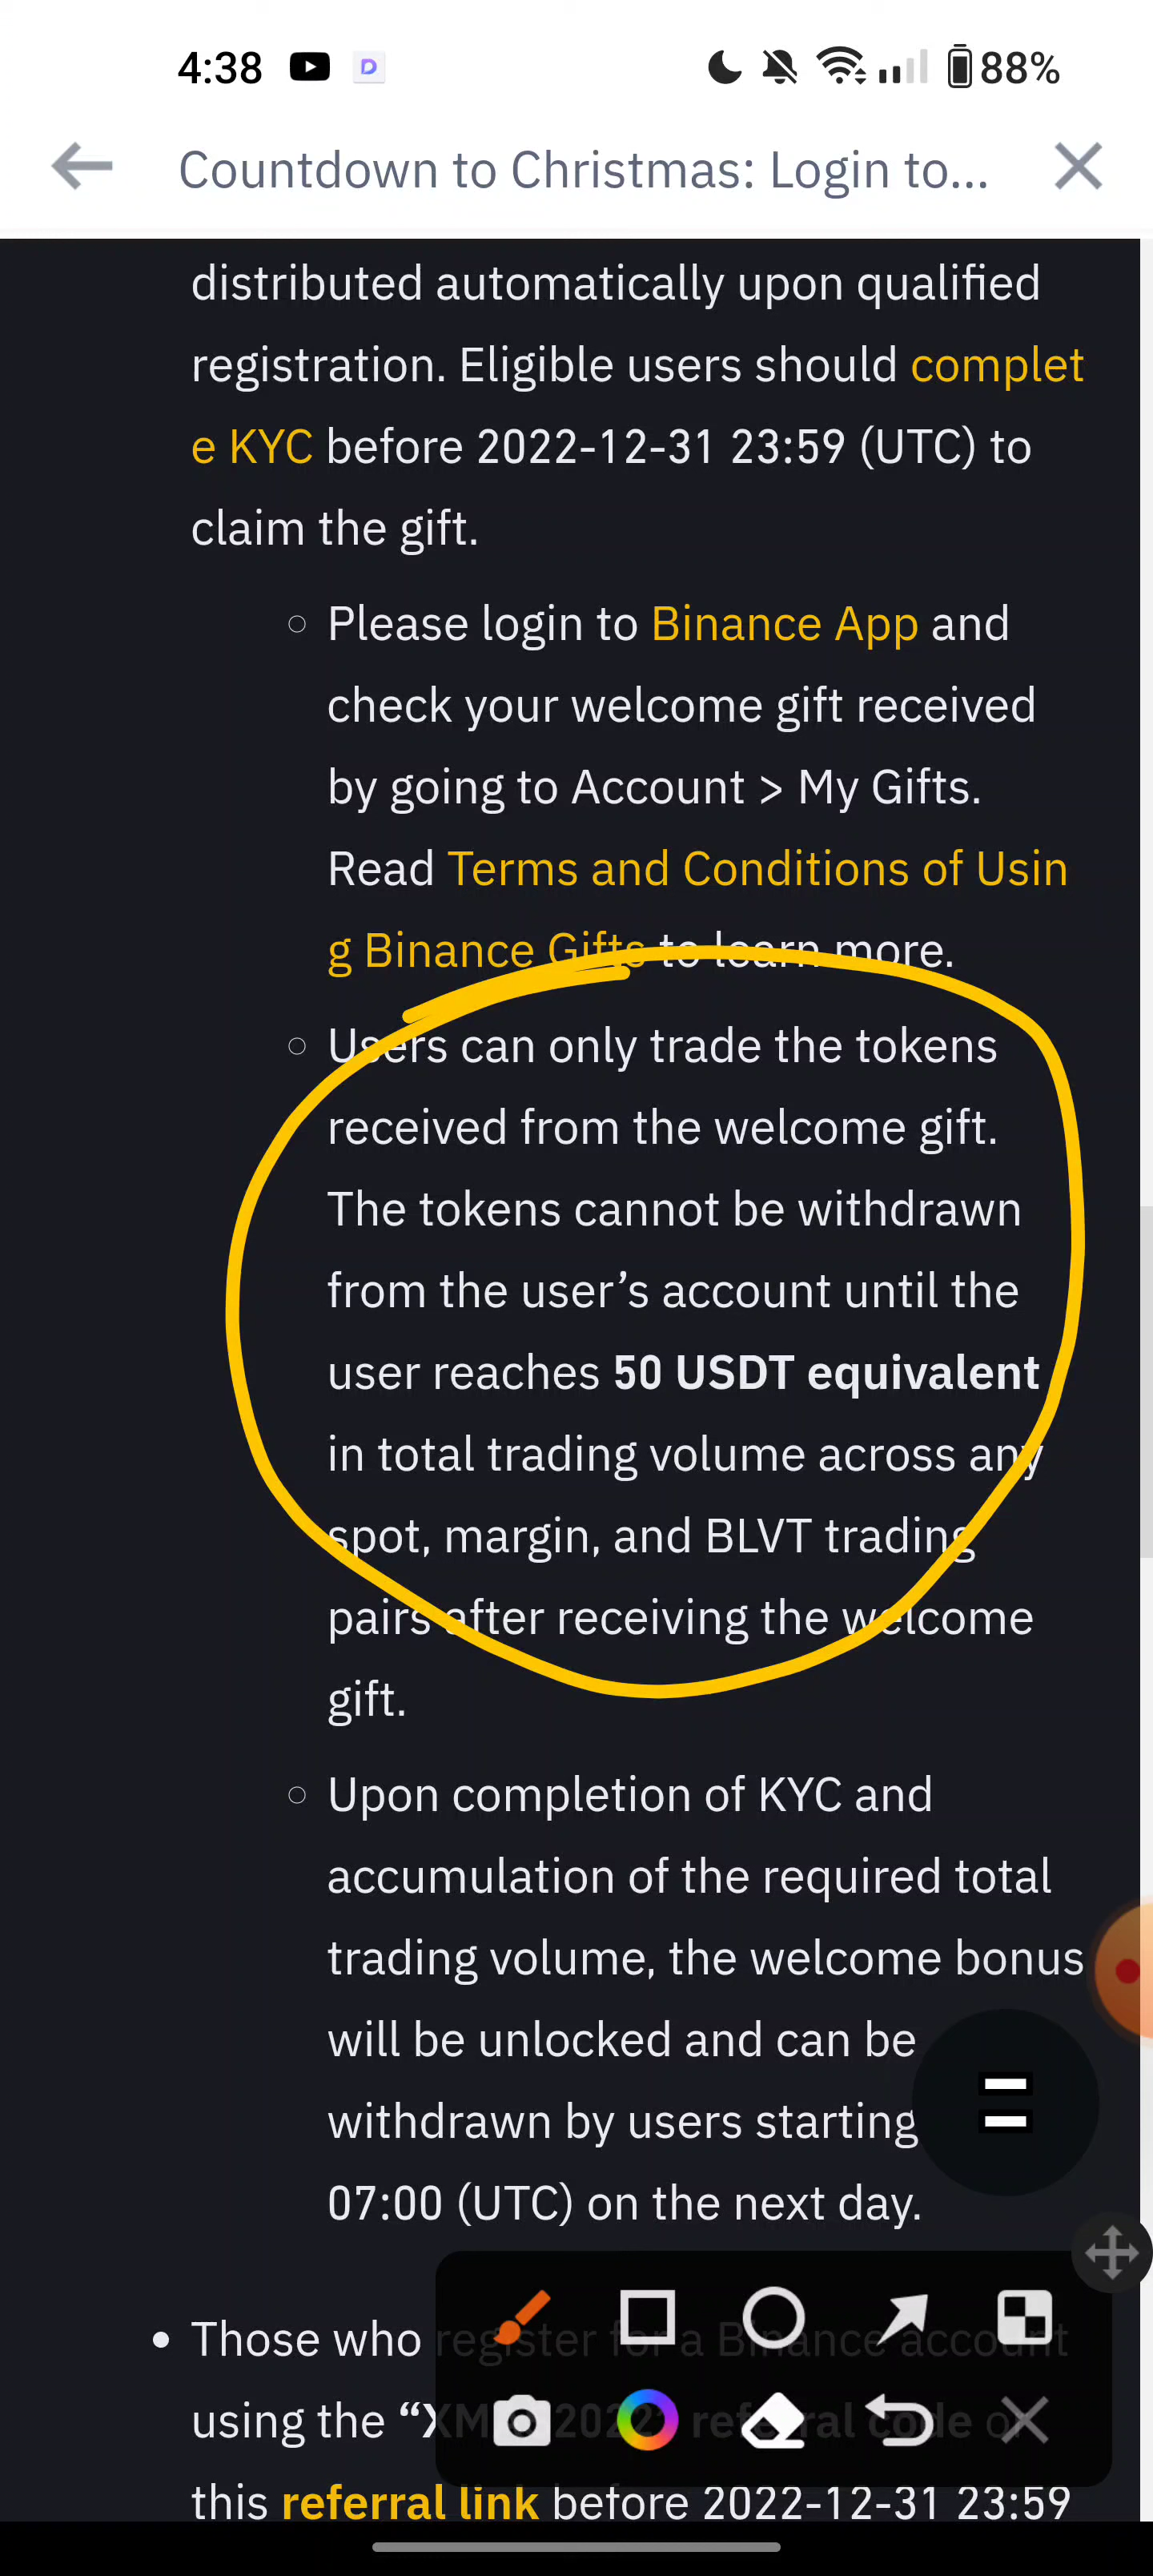 4:38
88%
Countdown to Christmas: Login to...
distributed automatically upon qualified
registration. Eligible users should complet
e KYC before 2022-12-31 23:59 (UTC) to
claim the gift.
Please login to Binance App and
check your welcome gift received
by going to Account > My Gifts.
Read Terms and Conditions of Usin
g Binance Gifts to learn more.
Users can only trade the tokens
received from the welcome gift.
The tokens cannot be withdrawn
from the user’s account until the
user reaches 50 USDT equivalent
in total trading volume across any
spot, margin, and BLVT trading
pairs after receiving the welcome
gift.
Upon completion of KYC and
accumulation of the required total
trading volume, the welcome bonus
will be unlocked and can be
withdrawn by users starting
07:00 (UTC) on the next day.
Those who register for a Binance account
using the referral code
this referral link before 2022-12-31 23:59